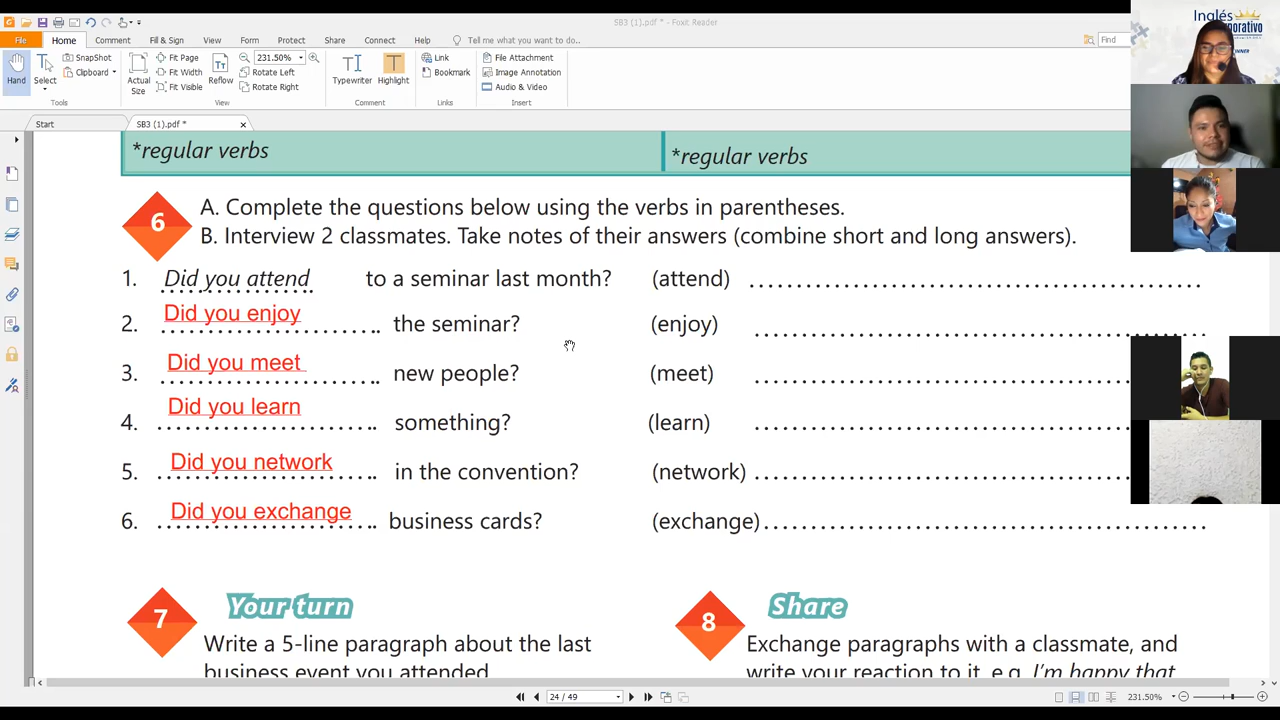 SB3 (1).pdf * - Foxit Reader
File Home Comment Fill & Sign View Form Protect Share Connect Help Tell me what you want to do.. Find
Hand Select SnapShot Clipboard Actual Size Fit Page Fit Width Fit Visible Reflow 231.50% Rotate Left Rotate Right Typewriter Highlight Link Bookmark File Attachment Image Annotation Audio & Video
Tools View Comment Links Insert
Start SB3 (1).pdf *
*regular verbs *regular verbs
6 A. Complete the questions below using the verbs in parentheses.
B. Interview 2 classmates. Take notes of their answers (combine short and long answers).
1. Did you attend to a seminar last month? (attend)
2. Did you enjoy the seminar? (enjoy)
3. Did you meet new people? (meet)
4. Did you learn something? (learn)
5. Did you network in the convention? (network)
6. Did you exchange business cards? (exchange)
7 Your turn
Write a 5-line paragraph about the last
business event you attended
8 Share
Exchange paragraphs with a classmate, and
write your reaction to it, e.g. I'm happy that
24 / 49 231.50%
Inglés